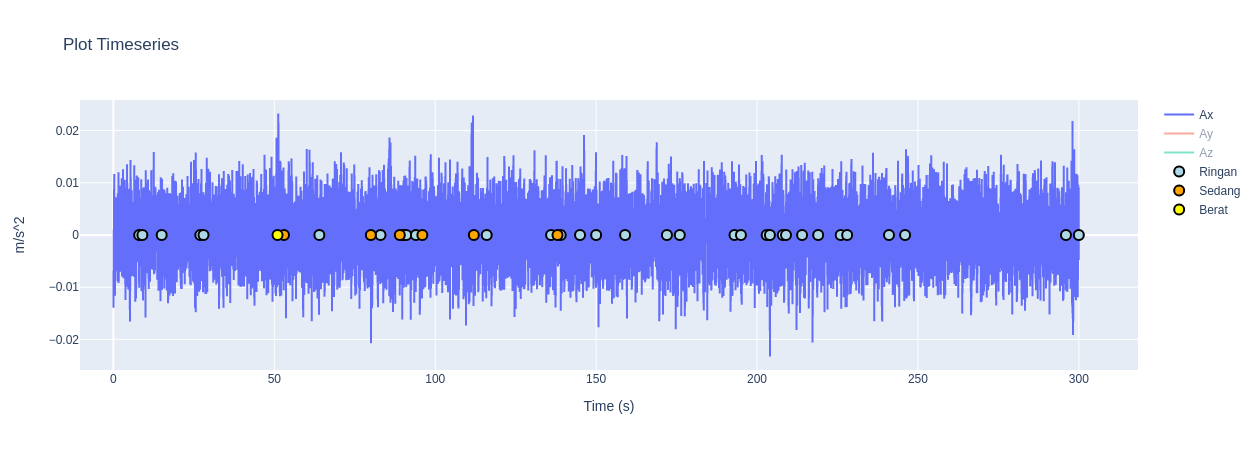 Plot Timeseries
0.02
0.01
0
−0.01
−0.02
m/s^2
0 50 100 150 200 250 300
Time (s)
Ax
Ay
Az
Ringan
Sedang
Berat